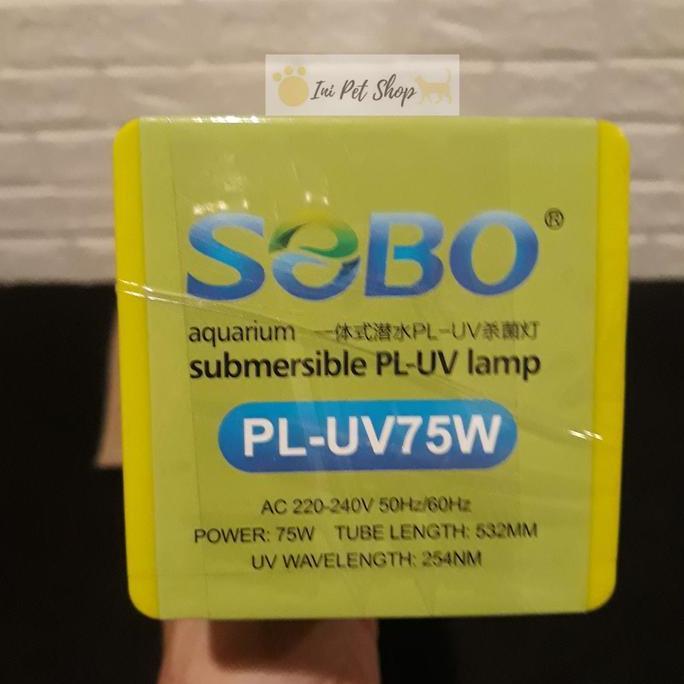 Ini Pet Shop
SOBO®
aquarium 一体式潜水PL-UV杀菌灯
submersible PL-UV lamp
PL-UV75W
AC 220-240V 50Hz/60Hz
POWER: 75W TUBE LENGTH: 532MM
UV WAVELENGTH: 254NM